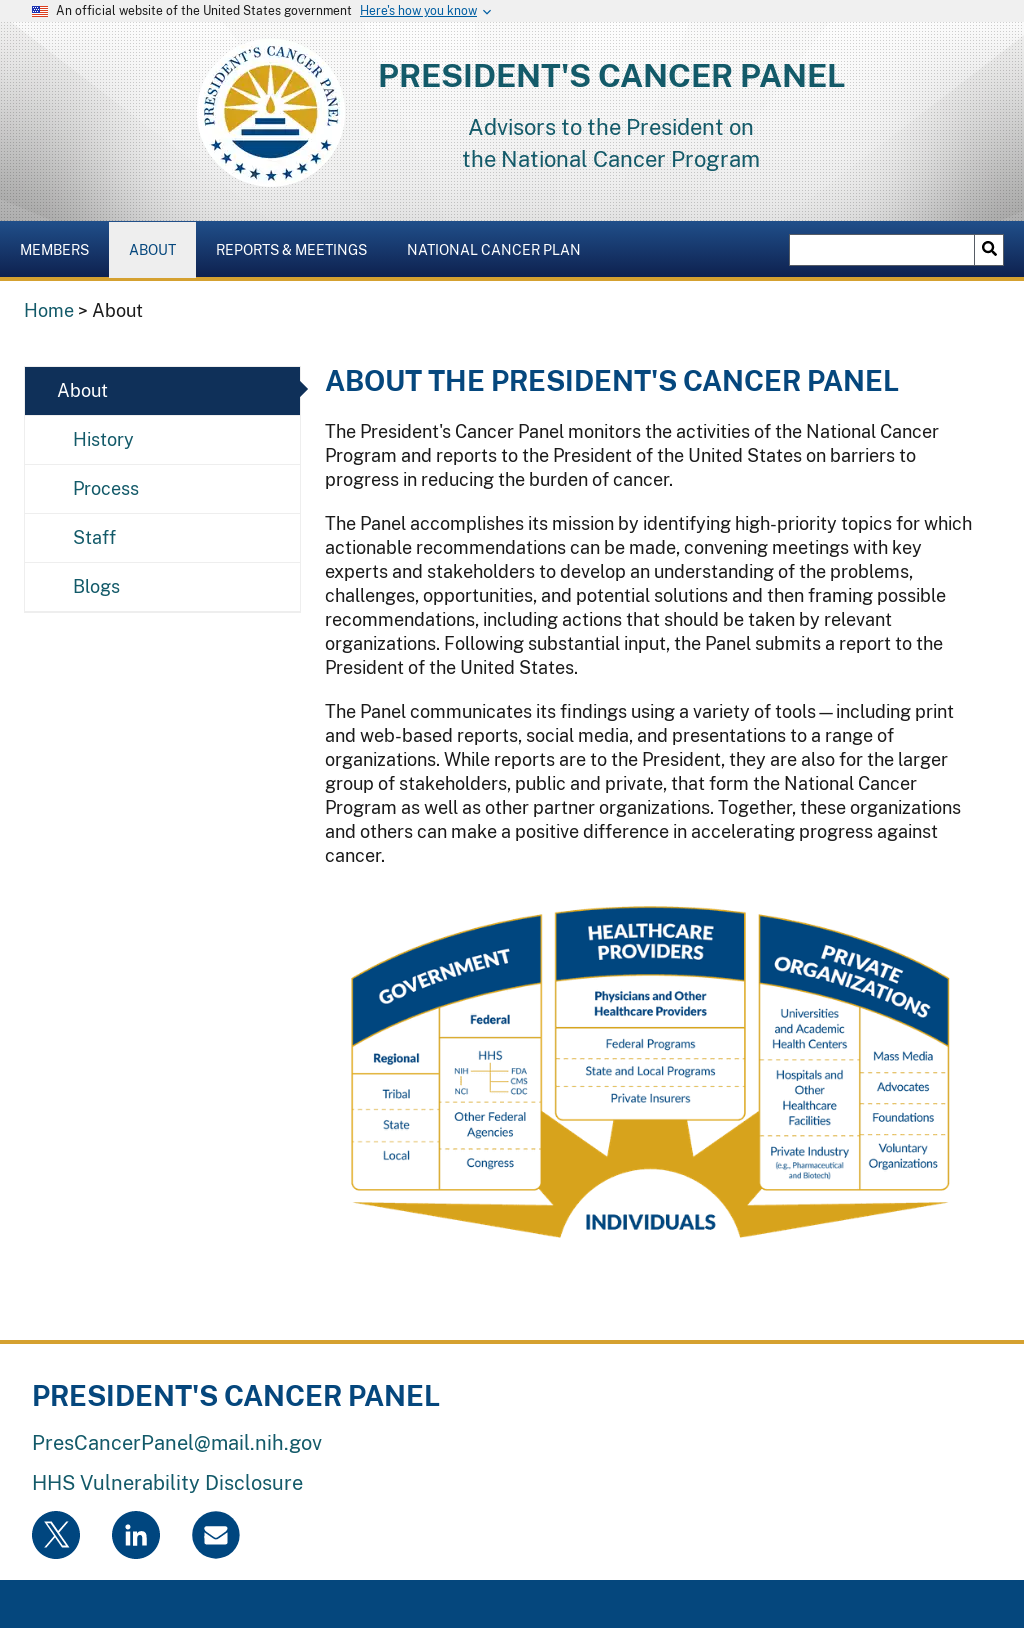 An official website of the United States government Here's how you know
PRESIDENT'S CANCER PANEL
PRESIDENT'S CANCER PANEL
Advisors to the President on
the National Cancer Program
MEMBERS ABOUT REPORTS & MEETINGS NATIONAL CANCER PLAN
Home > About
About
History
Process
Staff
Blogs
ABOUT THE PRESIDENT'S CANCER PANEL
The President's Cancer Panel monitors the activities of the National Cancer
Program and reports to the President of the United States on barriers to
progress in reducing the burden of cancer.
The Panel accomplishes its mission by identifying high-priority topics for which
actionable recommendations can be made, convening meetings with key
experts and stakeholders to develop an understanding of the problems,
challenges, opportunities, and potential solutions and then framing possible
recommendations, including actions that should be taken by relevant
organizations. Following substantial input, the Panel submits a report to the
President of the United States.
The Panel communicates its findings using a variety of tools—including print
and web-based reports, social media, and presentations to a range of
organizations. While reports are to the President, they are also for the larger
group of stakeholders, public and private, that form the National Cancer
Program as well as other partner organizations. Together, these organizations
and others can make a positive difference in accelerating progress against
cancer.
GOVERNMENT
Regional
Tribal
State
Local
Federal
HHS
NIH FDA
CMS
NCI CDC
Other Federal
Agencies
Congress
HEALTHCARE
PROVIDERS
Physicians and Other
Healthcare Providers
Federal Programs
State and Local Programs
Private Insurers
PRIVATE
ORGANIZATIONS
Universities
and Academic
Health Centers
Hospitals and
Other
Healthcare
Facilities
Private Industry
(e.g., Pharmaceutical
and Biotech)
Mass Media
Advocates
Foundations
Voluntary
Organizations
INDIVIDUALS
PRESIDENT'S CANCER PANEL
PresCancerPanel@mail.nih.gov
HHS Vulnerability Disclosure